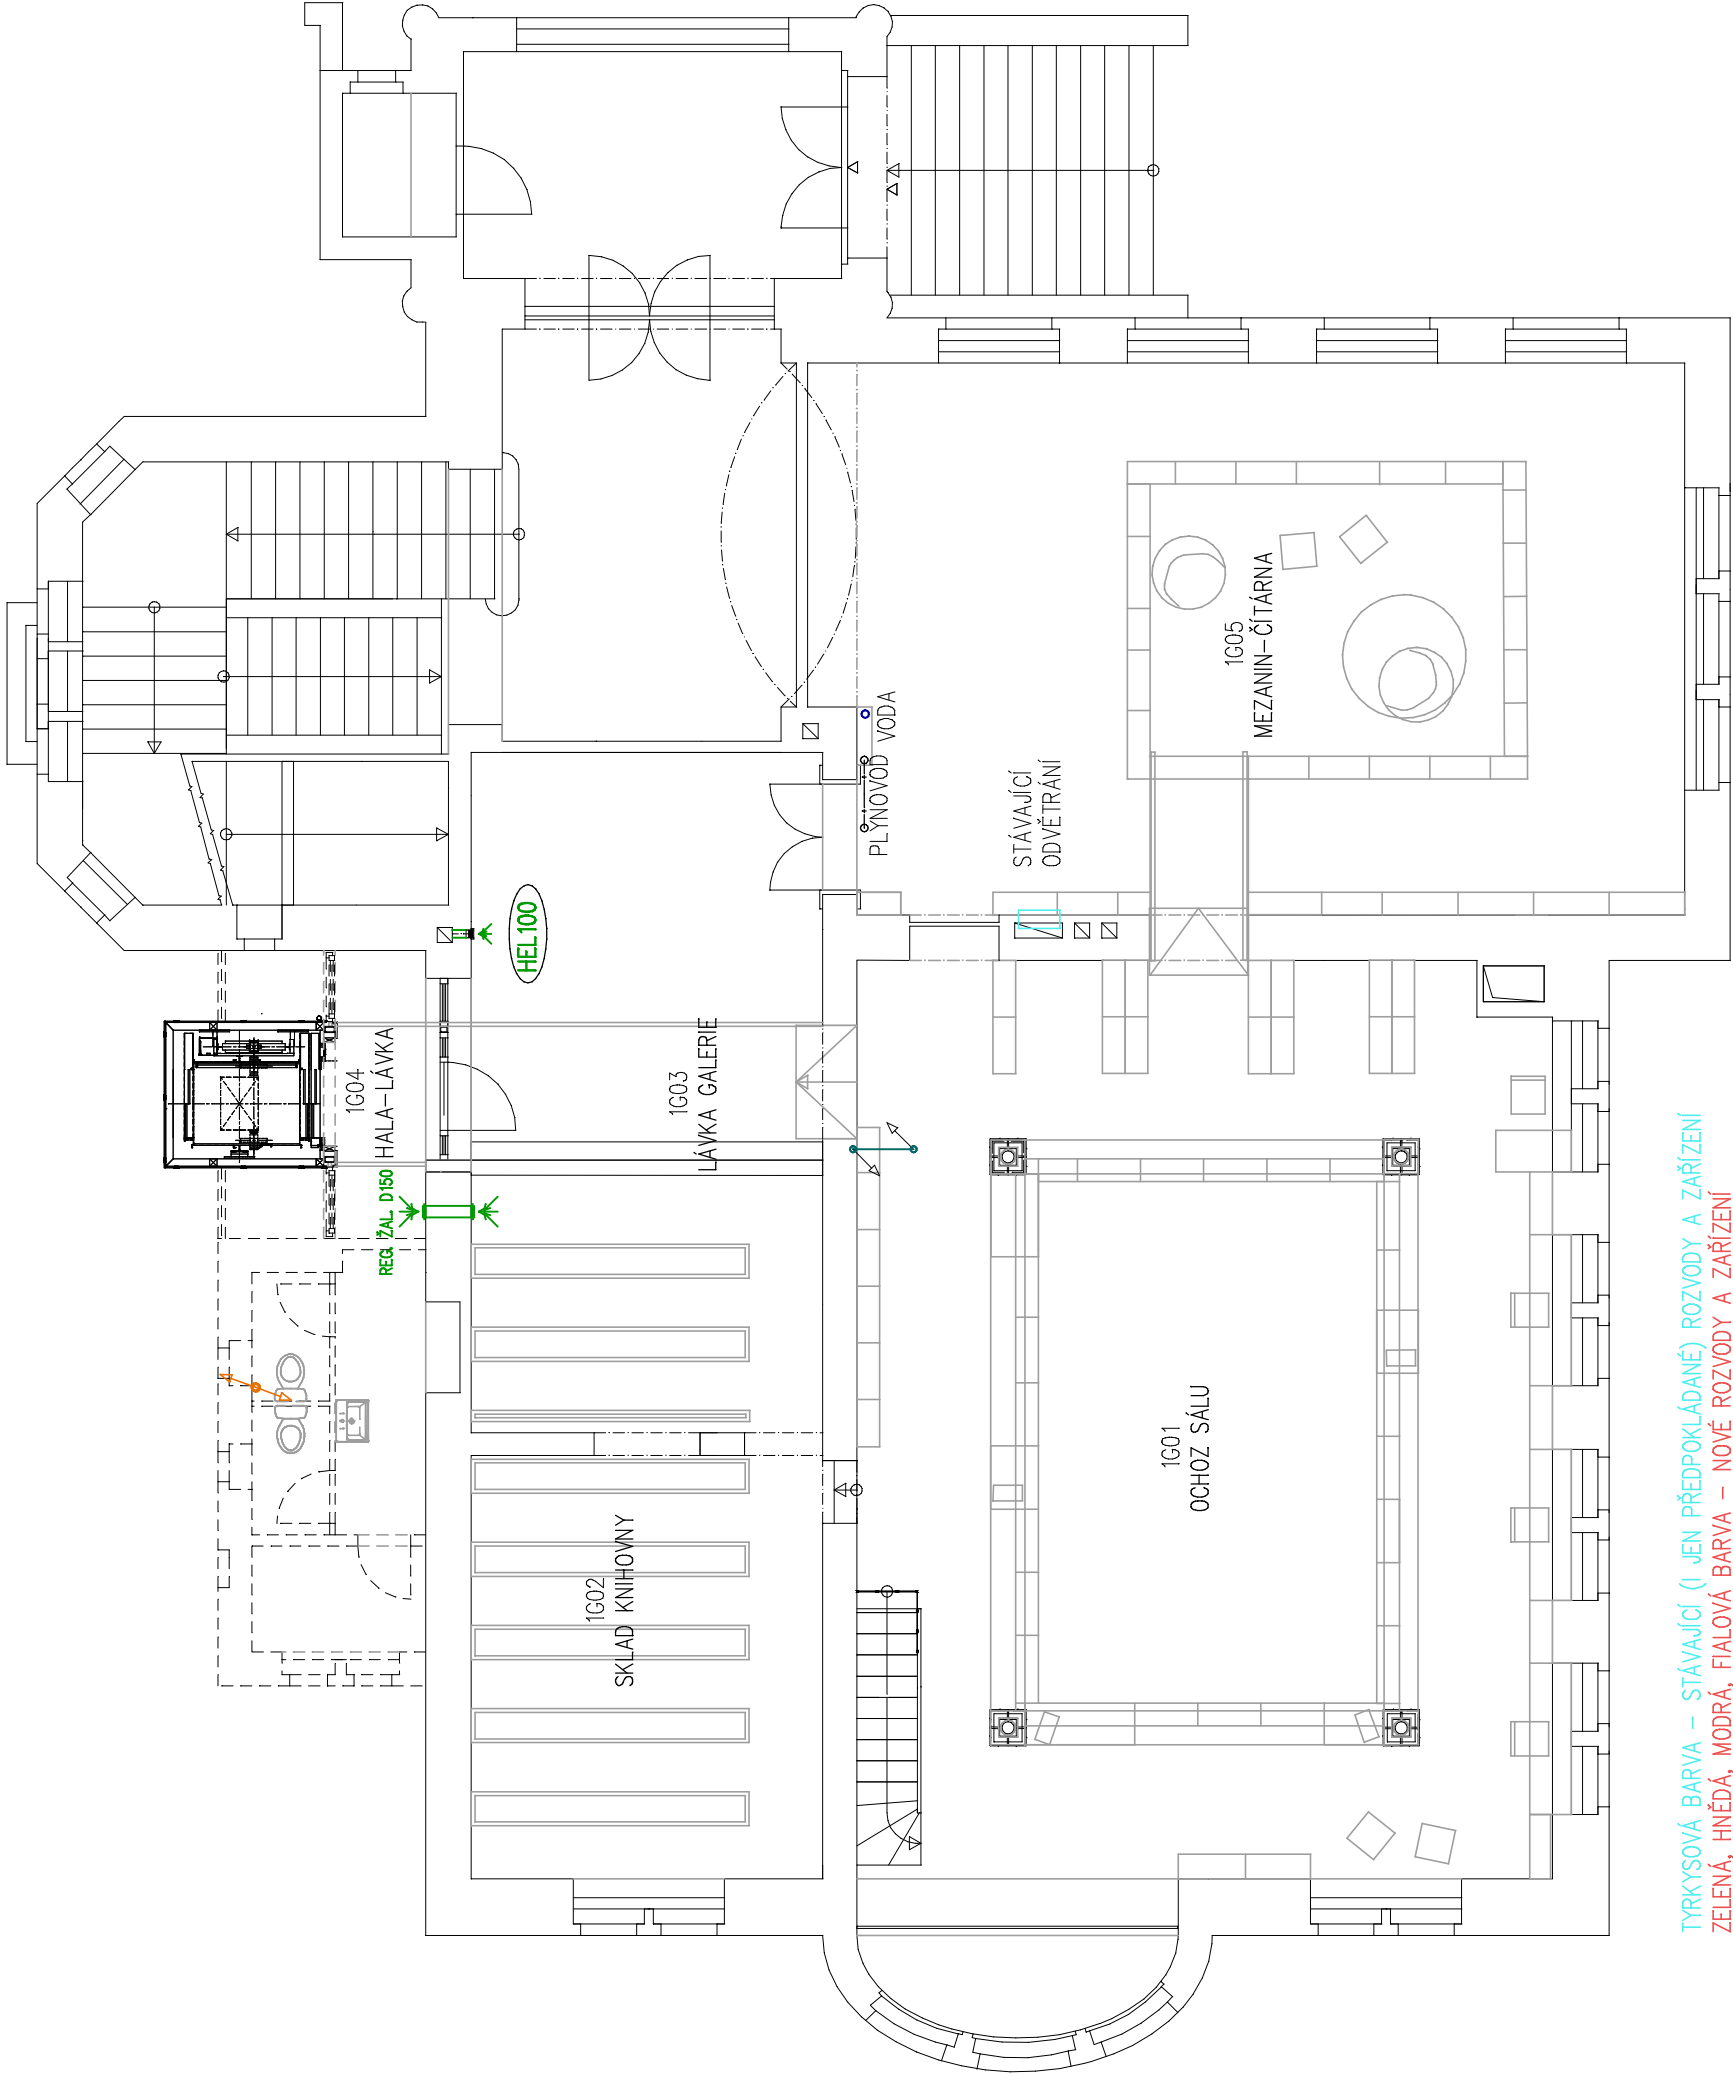 1G04
HALA-LÁVKA
REG. ŽAL. D150
HEL100
1G03
LÁVKA GALERIE
1G02
SKLAD KNIHOVNY
PLYNOVOD
VODA
STÁVAJÍCÍ
ODVĚTRÁNÍ
1G05
MEZANIN-ČÍTÁRNA
1G01
OCHOZ SÁLU
TYRKYSOVÁ BARVA - STÁVAJÍCÍ (I JEN PŘEDPOKLÁDANÉ) ROZVODY A ZAŘÍZENÍ
ZELENÁ, HNĚDÁ, MODRÁ, FIALOVÁ BARVA - NOVÉ ROZVODY A ZAŘÍZENÍ